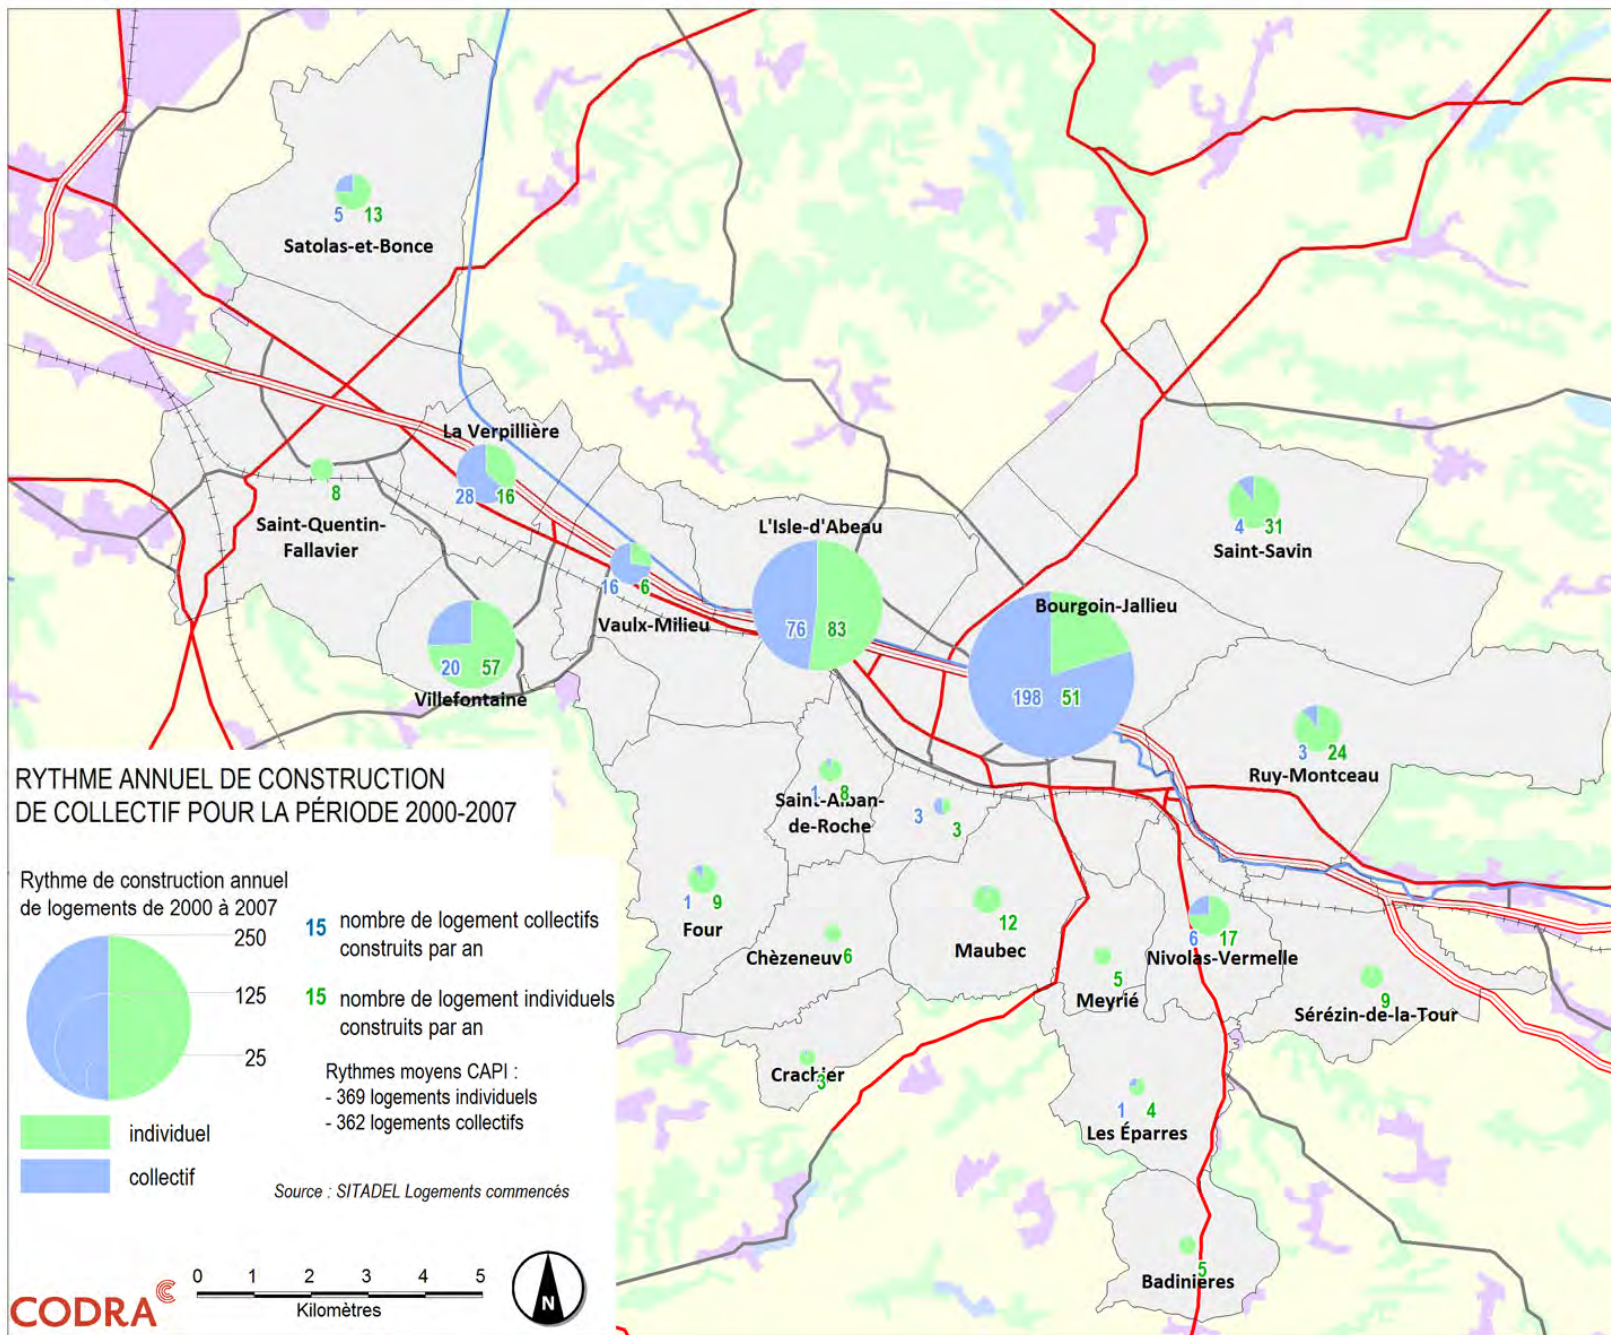 5 13
Satolas-et-Bonce
La Verpillière
28 16
8
Saint-Quentin-
Fallavier
L'Isle-d'Abeau
76 83
16 6
Vaulx-Milieu
20 57
Villefontaine
4 31
Saint-Savin
Bourgoin-Jallieu
198 51
3 24
Ruy-Montceau
1 8
Saint-Alban-
de-Roche
3 3
1 9
Four
6
Chèzeneuv
12
Maubec
5
Meyrié
6 17
Nivolas-Vermelle
9
Sérézin-de-la-Tour
Crachier
3
1 4
Les Éparres
Badinières
5
RYTHME ANNUEL DE CONSTRUCTION
DE COLLECTIF POUR LA PÉRIODE 2000-2007
Rythme de construction annuel
de logements de 2000 à 2007
250
125
25
individuel
collectif
15 nombre de logement collectifs
construits par an
15 nombre de logement individuels
construits par an
Rythmes moyens CAPI :
- 369 logements individuels
- 362 logements collectifs
Source : SITADEL Logements commencés
CODRA
0 1 2 3 4 5
Kilomètres
N